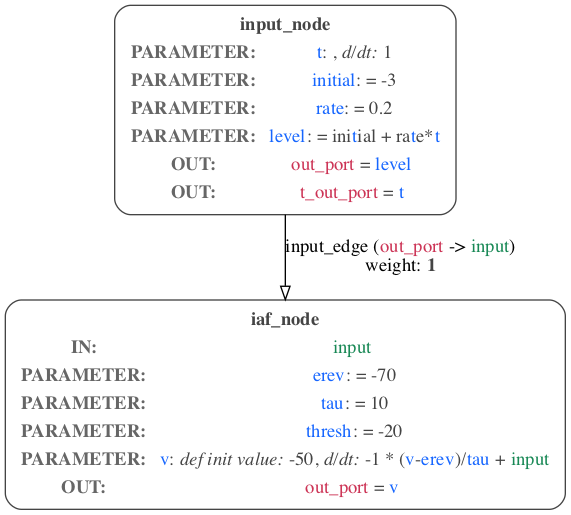 input_node
PARAMETER: t: , d/dt: 1
PARAMETER: initial: = -3
PARAMETER: rate: = 0.2
PARAMETER: level: = initial + rate*t
OUT: out_port = level
OUT: t_out_port = t
input_edge (out_port -> input)
weight: 1
iaf_node
IN: input
PARAMETER: erev: = -70
PARAMETER: tau: = 10
PARAMETER: thresh: = -20
PARAMETER: v: def init value: -50, d/dt: -1 * (v-erev)/tau + input
OUT: out_port = v